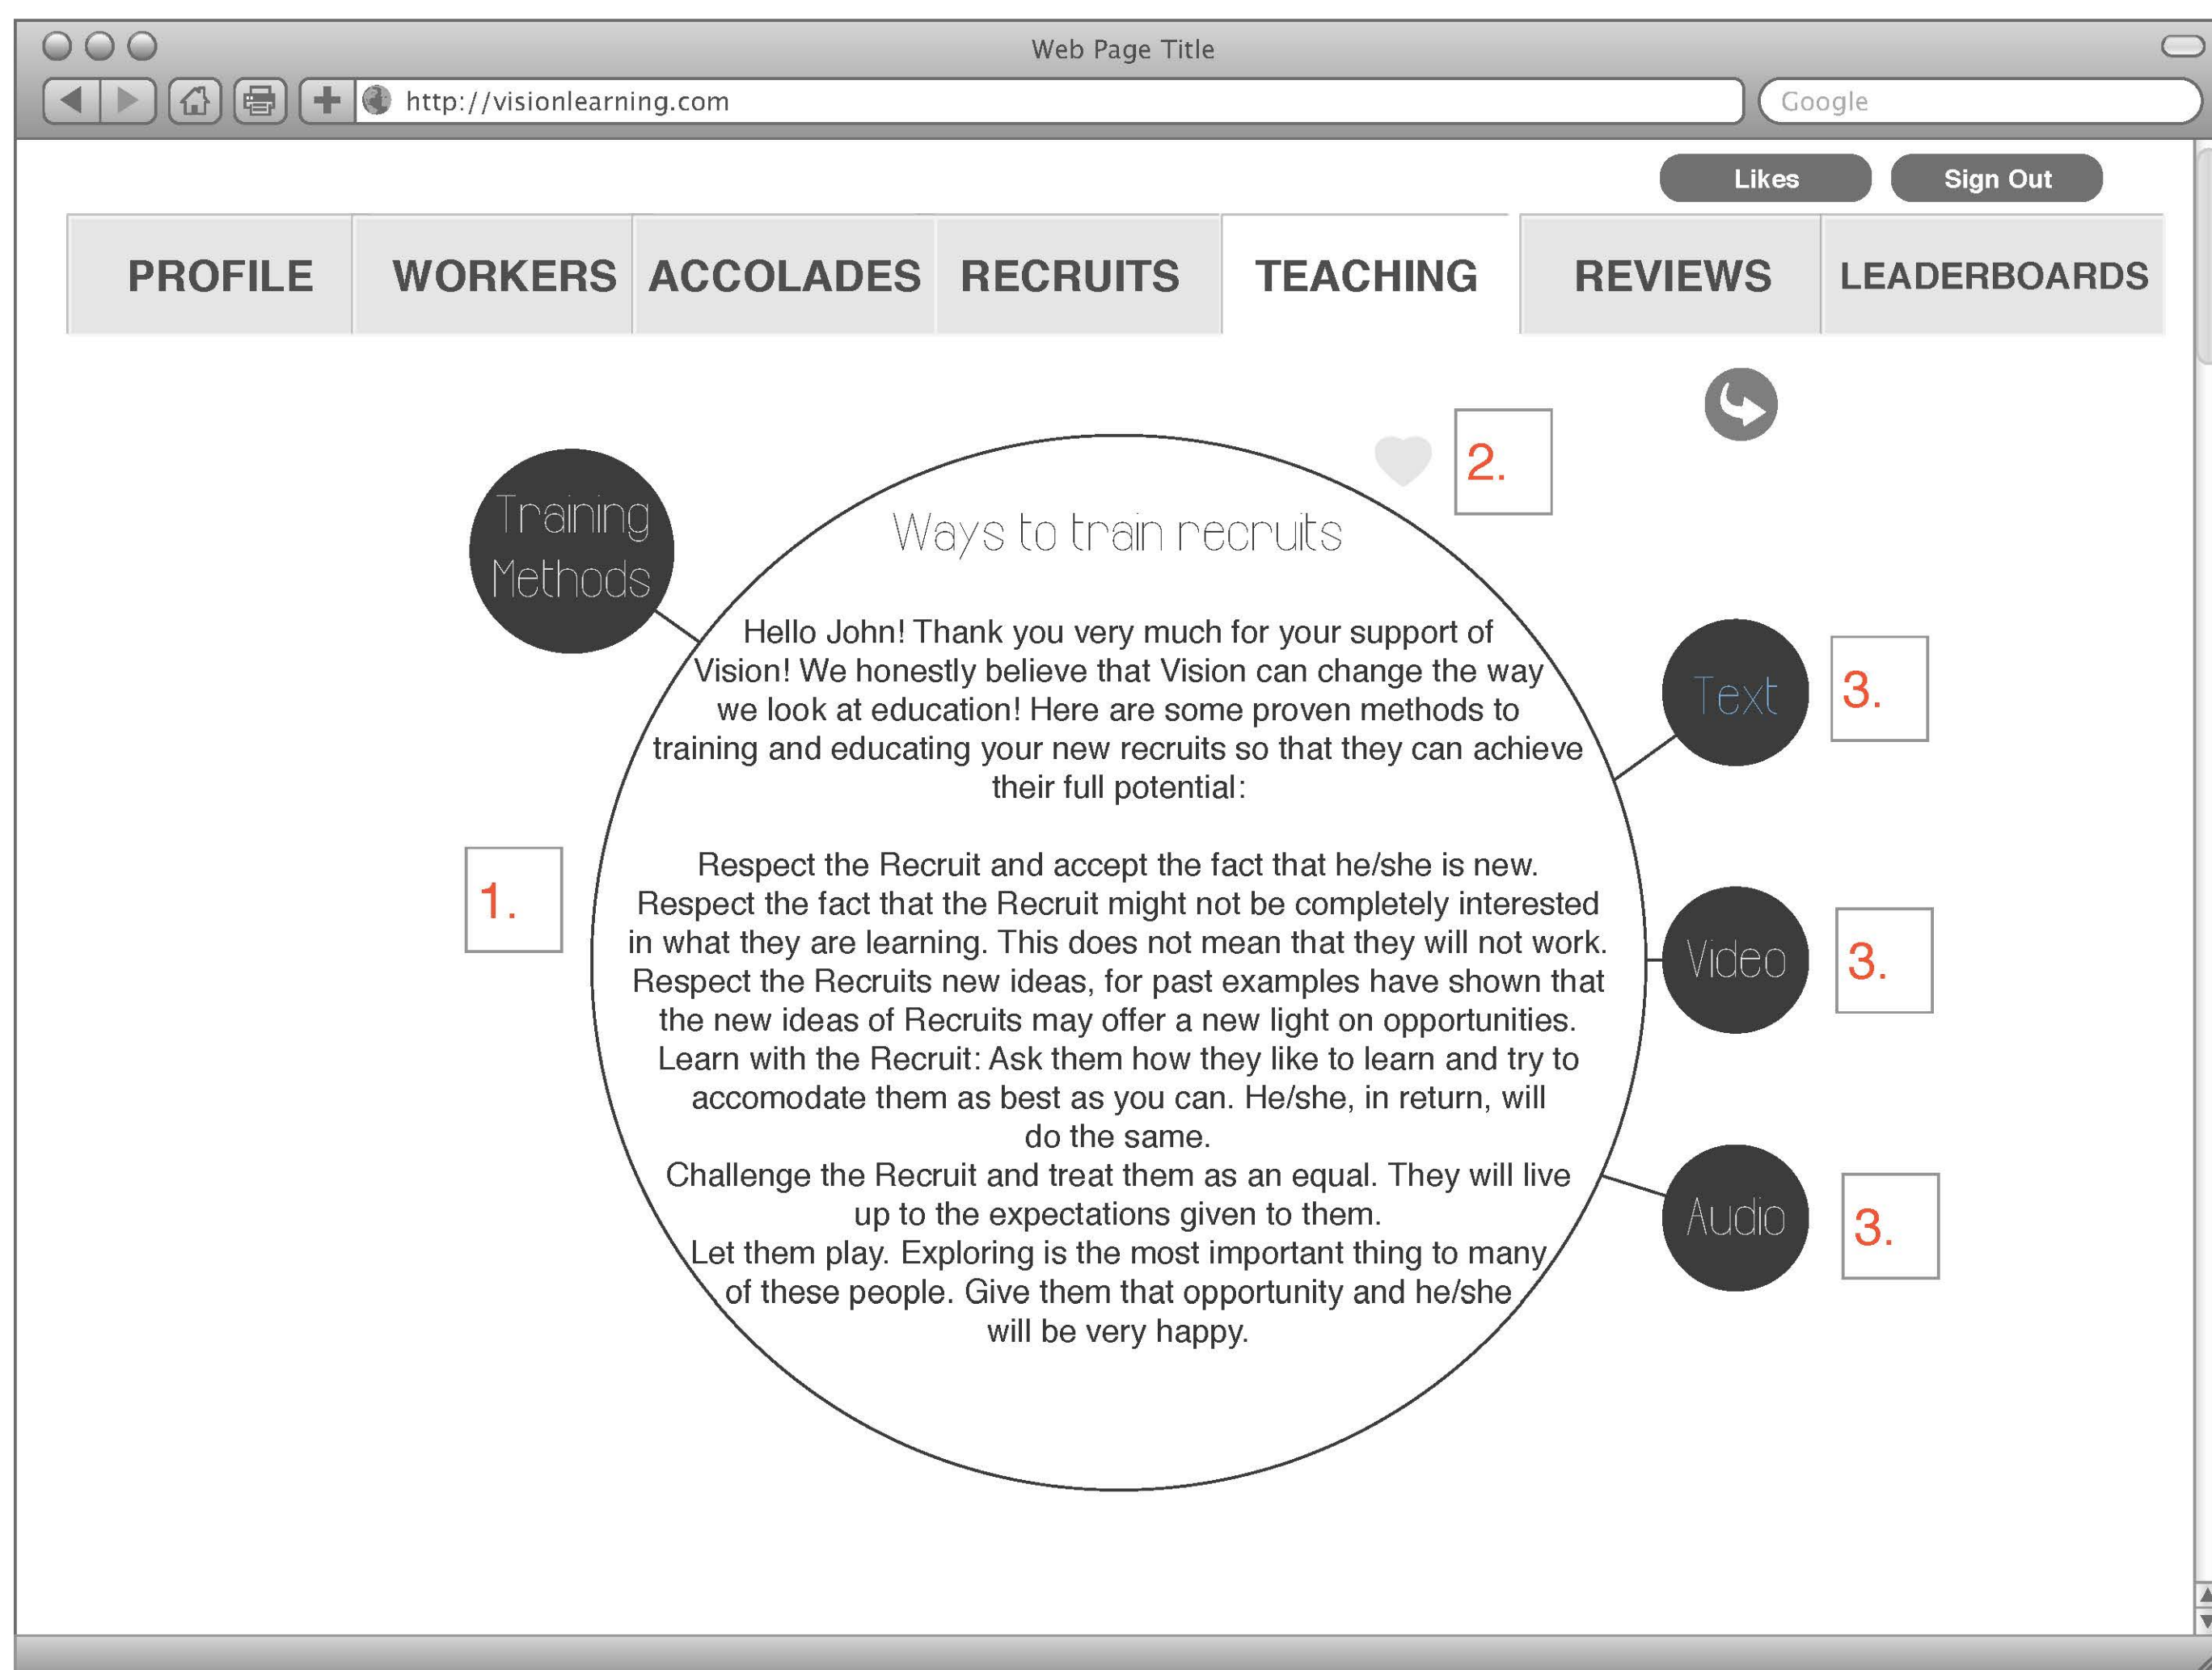 Web Page Title
http://visionlearning.com
Google
Likes
Sign Out
PROFILE
WORKERS
ACCOLADES
RECRUITS
TEACHING
REVIEWS
LEADERBOARDS
2.
Training
Methods
Ways to train recruits
Hello John! Thank you very much for your support of
Vision! We honestly believe that Vision can change the way
we look at education! Here are some proven methods to
training and educating your new recruits so that they can achieve
their full potential:
Respect the Recruit and accept the fact that he/she is new.
Respect the fact that the Recruit might not be completely interested
in what they are learning. This does not mean that they will not work.
Respect the Recruits new ideas, for past examples have shown that
the new ideas of Recruits may offer a new light on opportunities.
Learn with the Recruit: Ask them how they like to learn and try to
accomodate them as best as you can. He/she, in return, will
do the same.
Challenge the Recruit and treat them as an equal. They will live
up to the expectations given to them.
Let them play. Exploring is the most important thing to many
of these people. Give them that opportunity and he/she
will be very happy.
1.
Text
3.
Video
3.
Audio
3.